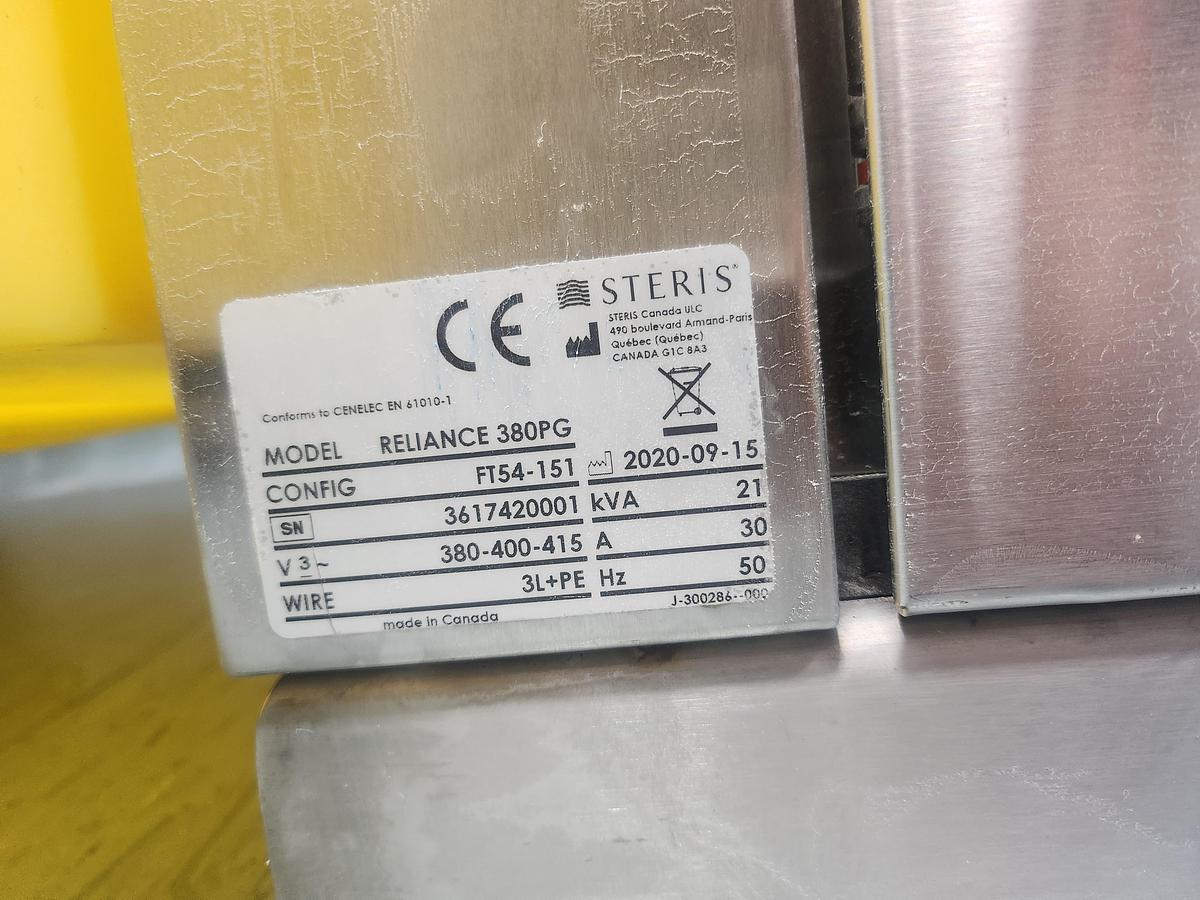 CE
STERIS®
STERIS Canada ULC
490 boulevard Armand-Paris
Québec (Québec)
CANADA G1C 8A3
Conforms to CENELEC EN 61010-1
MODEL RELIANCE 380PG
CONFIG FT54-151 2020-09-15
SN 3617420001 kVA 21
V 3~ 380-400-415 A 30
WIRE 3L+PE Hz 50
made in Canada J-300286--000